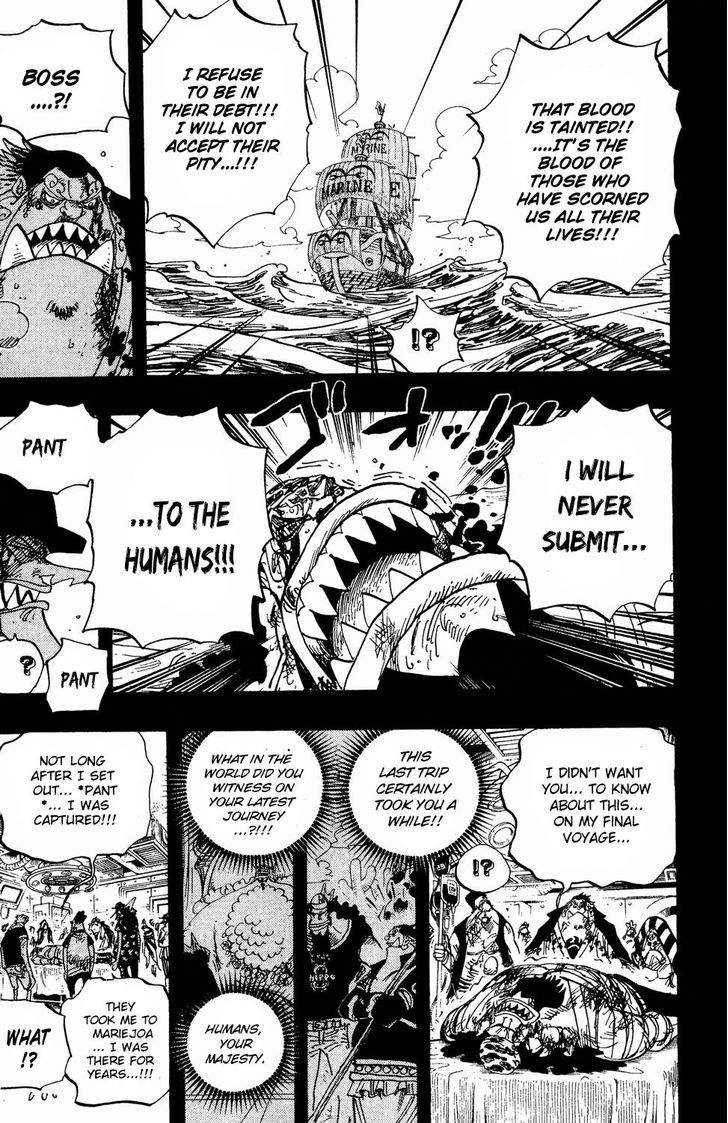 THAT BLOOD
IS TAINTED!!
....IT'S THE
BLOOD OF
THOSE WHO
HAVE SCORNED
US ALL THEIR
LIVES!!!
I REFUSE
TO BE IN
THEIR DEBT!!!
I WILL NOT
ACCEPT THEIR
PITY...!!!
MARINE
MARINE
!?
BOSS
....?!
I WILL
NEVER
SUBMIT...
ゴオッ!!
...TO THE
HUMANS!!!
PANT
?
PANT
I DIDN'T WANT
YOU... TO KNOW
ABOUT THIS...
ON MY FINAL
VOYAGE...
!?
THIS
LAST TRIP
CERTAINLY
TOOK YOU A
WHILE!!
WHAT IN THE
WORLD DID YOU
WITNESS ON
YOUR LATEST
JOURNEY
...?!!!
HUMANS,
YOUR
MAJESTY.
NOT LONG
AFTER I SET
OUT... *PANT
*... I WAS
CAPTURED!!!
THEY
TOOK ME TO
MARIEJOA
... I WAS
THERE FOR
YEARS...!!!
WHAT
!?